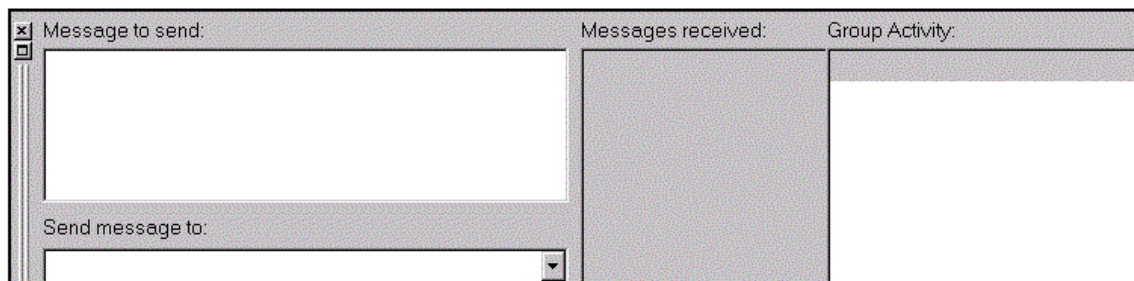 Message to send:
Messages received:
Group Activity:
Send message to: